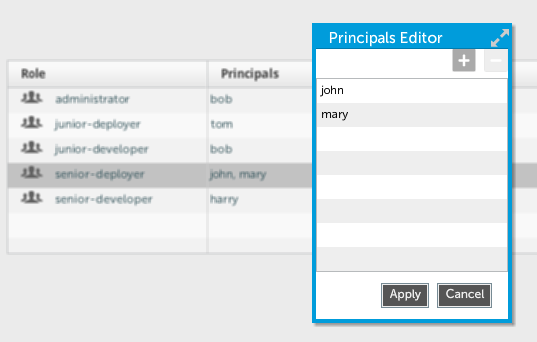 Principals Editor
Role Principals
administrator bob
junior-deployer tom
junior-developer bob
senior-deployer john, mary
senior-developer harry
john
mary
Apply Cancel